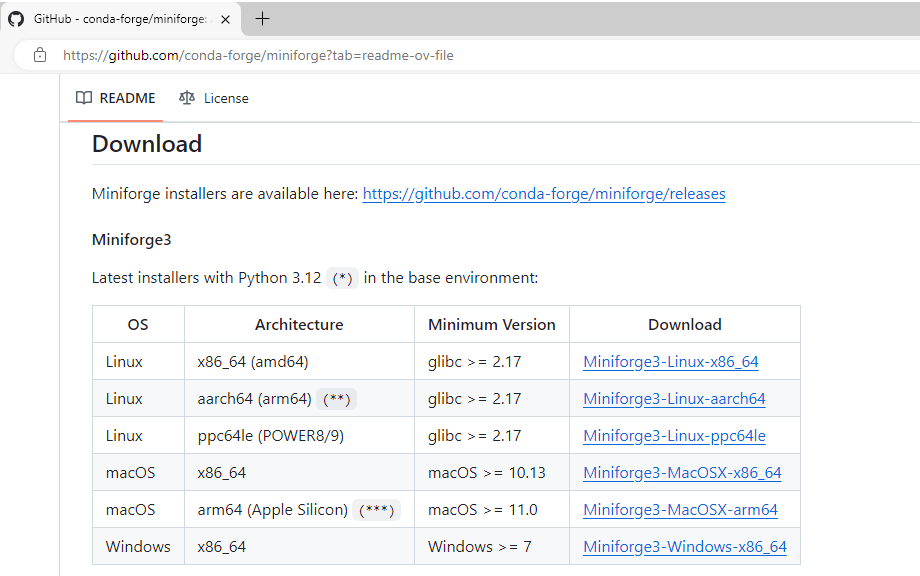 GitHub - conda-forge/miniforge:
https://github.com/conda-forge/miniforge?tab=readme-ov-file
README License
Download
Miniforge installers are available here: https://github.com/conda-forge/miniforge/releases
Miniforge3
Latest installers with Python 3.12 (*) in the base environment:
OS Architecture Minimum Version Download
Linux x86_64 (amd64) glibc >= 2.17 Miniforge3-Linux-x86_64
Linux aarch64 (arm64) (**) glibc >= 2.17 Miniforge3-Linux-aarch64
Linux ppc64le (POWER8/9) glibc >= 2.17 Miniforge3-Linux-ppc64le
macOS x86_64 macOS >= 10.13 Miniforge3-MacOSX-x86_64
macOS arm64 (Apple Silicon) (***) macOS >= 11.0 Miniforge3-MacOSX-arm64
Windows x86_64 Windows >= 7 Miniforge3-Windows-x86_64